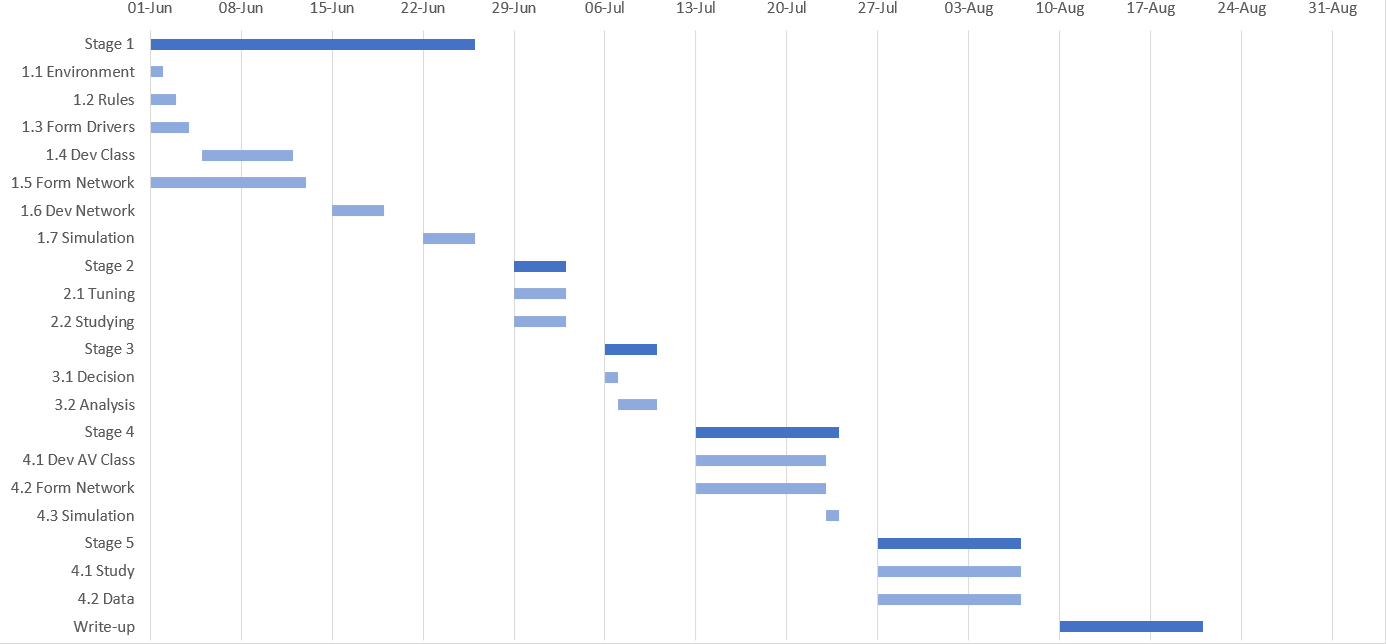 01-Jun 08-Jun 15-Jun 22-Jun 29-Jun 06-Jul 13-Jul 20-Jul 27-Jul 03-Aug 10-Aug 17-Aug 24-Aug 31-Aug
Stage 1
1.1 Environment
1.2 Rules
1.3 Form Drivers
1.4 Dev Class
1.5 Form Network
1.6 Dev Network
1.7 Simulation
Stage 2
2.1 Tuning
2.2 Studying
Stage 3
3.1 Decision
3.2 Analysis
Stage 4
4.1 Dev AV Class
4.2 Form Network
4.3 Simulation
Stage 5
4.1 Study
4.2 Data
Write-up